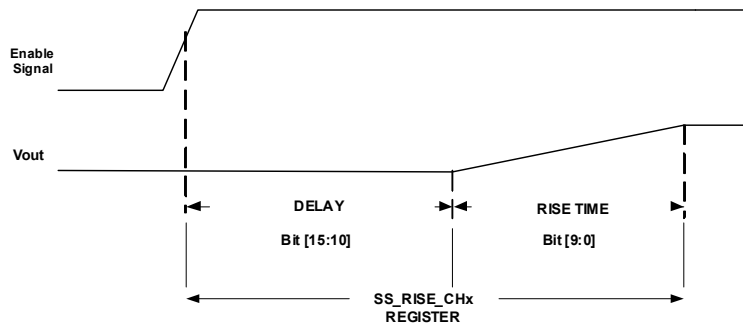 Enable
Signal
Vout
DELAY
RISE TIME
Bit [15:10]
Bit [9:0]
SS_RISE_CHx
REGISTER